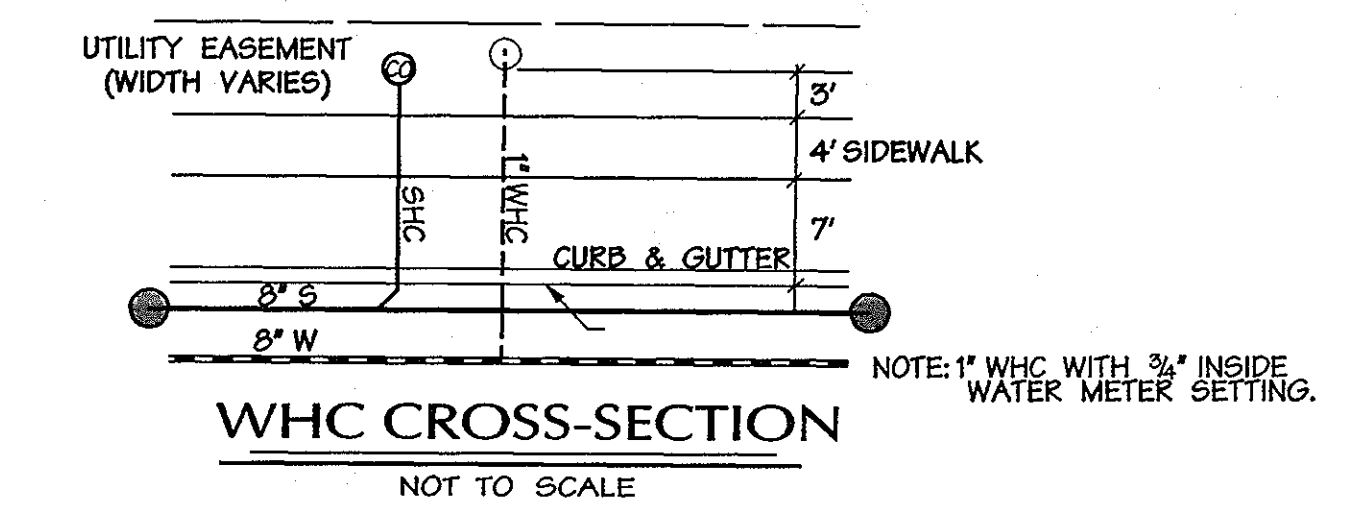 UTILITY EASEMENT
(WIDTH VARIES)
CO
3'
4' SIDEWALK
SHC
1" WHC
7'
CURB & GUTTER
8" S
8" W
NOTE: 1" WHC WITH ¾" INSIDE
WATER METER SETTING.
WHC CROSS-SECTION
NOT TO SCALE